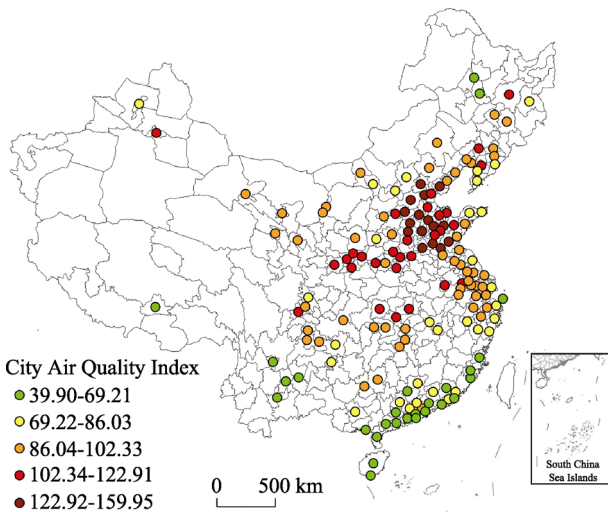 City Air Quality Index
39.90-69.21
69.22-86.03
86.04-102.33
102.34-122.91
122.92-159.95
0 500 km
South China
Sea Islands